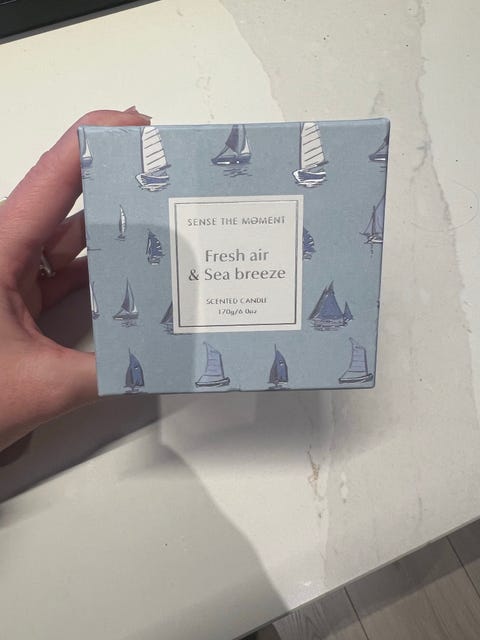 SENSE THE MOMENT
Fresh air
& Sea breeze
SCENTED CANDLE
170g/6 0oz